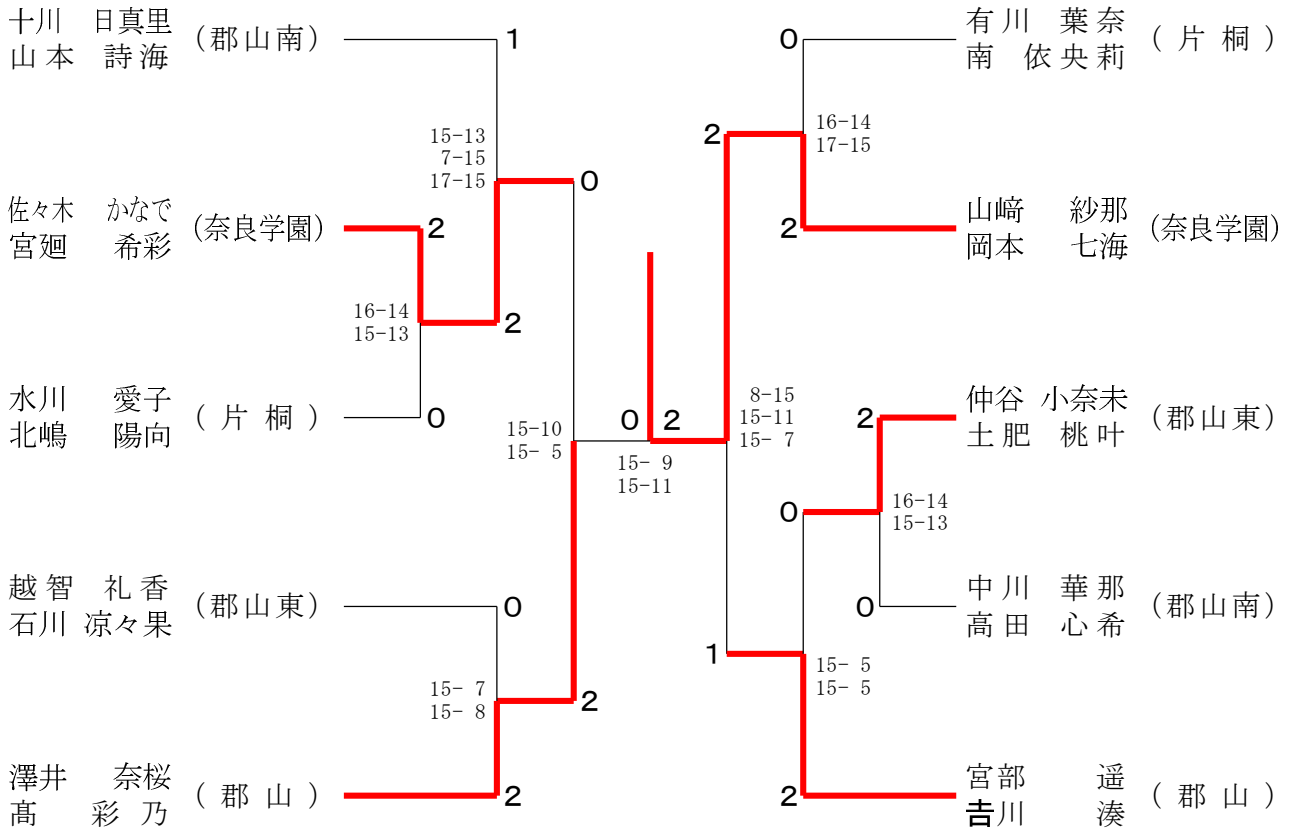 十川 日真里
山本 詩海
(郡山南)
1
15-13
7-15
17-15
0
佐々木 かなで
宮廻 希彩
(奈良学園)
2
16-14
15-13
2
水川 愛子
北嶋 陽向
(片桐)
0
15-10
15- 5
越智 礼香
石川 凉々果
(郡山東)
0
15- 7
15- 8
2
澤井 奈桜
髙 彩乃
(郡山)
2
0 2
15- 9
15-11
有川 葉奈
南 依央莉
(片桐)
0
2
16-14
17-15
山﨑 紗那
岡本 七海
(奈良学園)
2
8-15
15-11
15- 7
仲谷 小奈未
土肥 桃叶
(郡山東)
2
0
16-14
15-13
中川 華那
高田 心希
(郡山南)
0
1
15- 5
15- 5
宮部 遥
𠮷川 湊
(郡山)
2